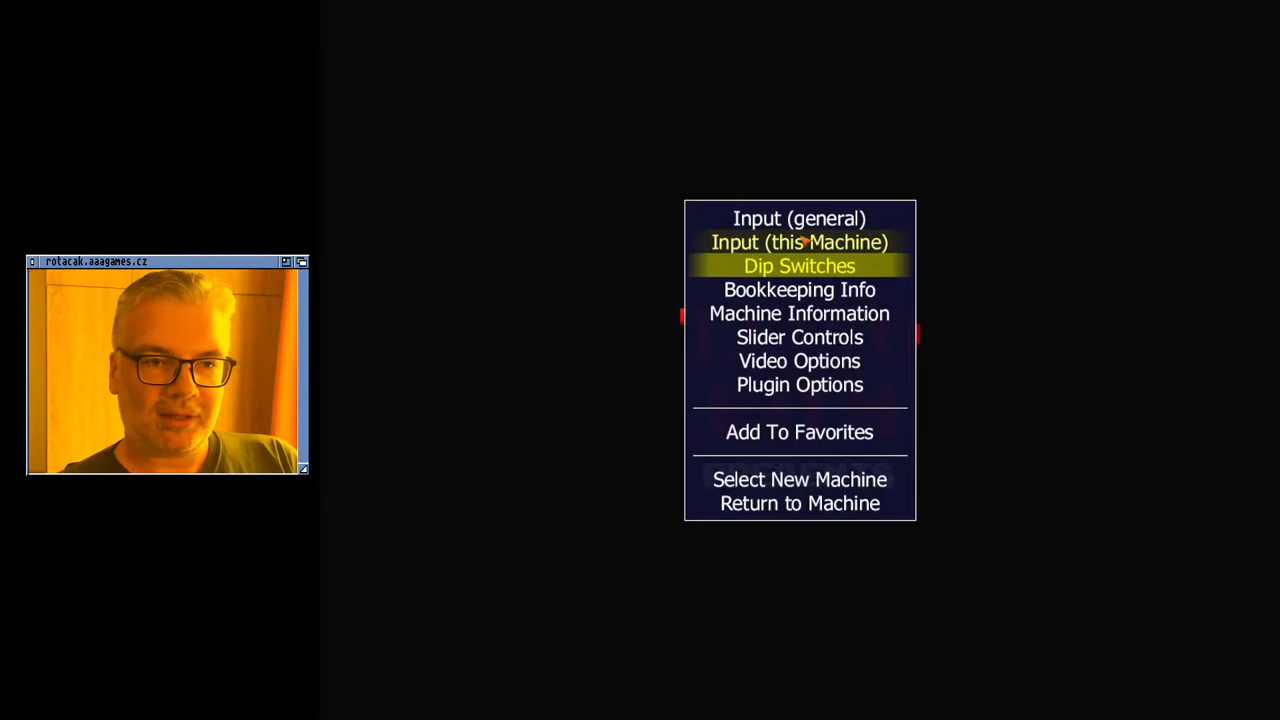 rotacak.aaagames.cz
Input (general)
Input (this Machine)
Dip Switches
Bookkeeping Info
Machine Information
Slider Controls
Video Options
Plugin Options
Add To Favorites
Select New Machine
Return to Machine